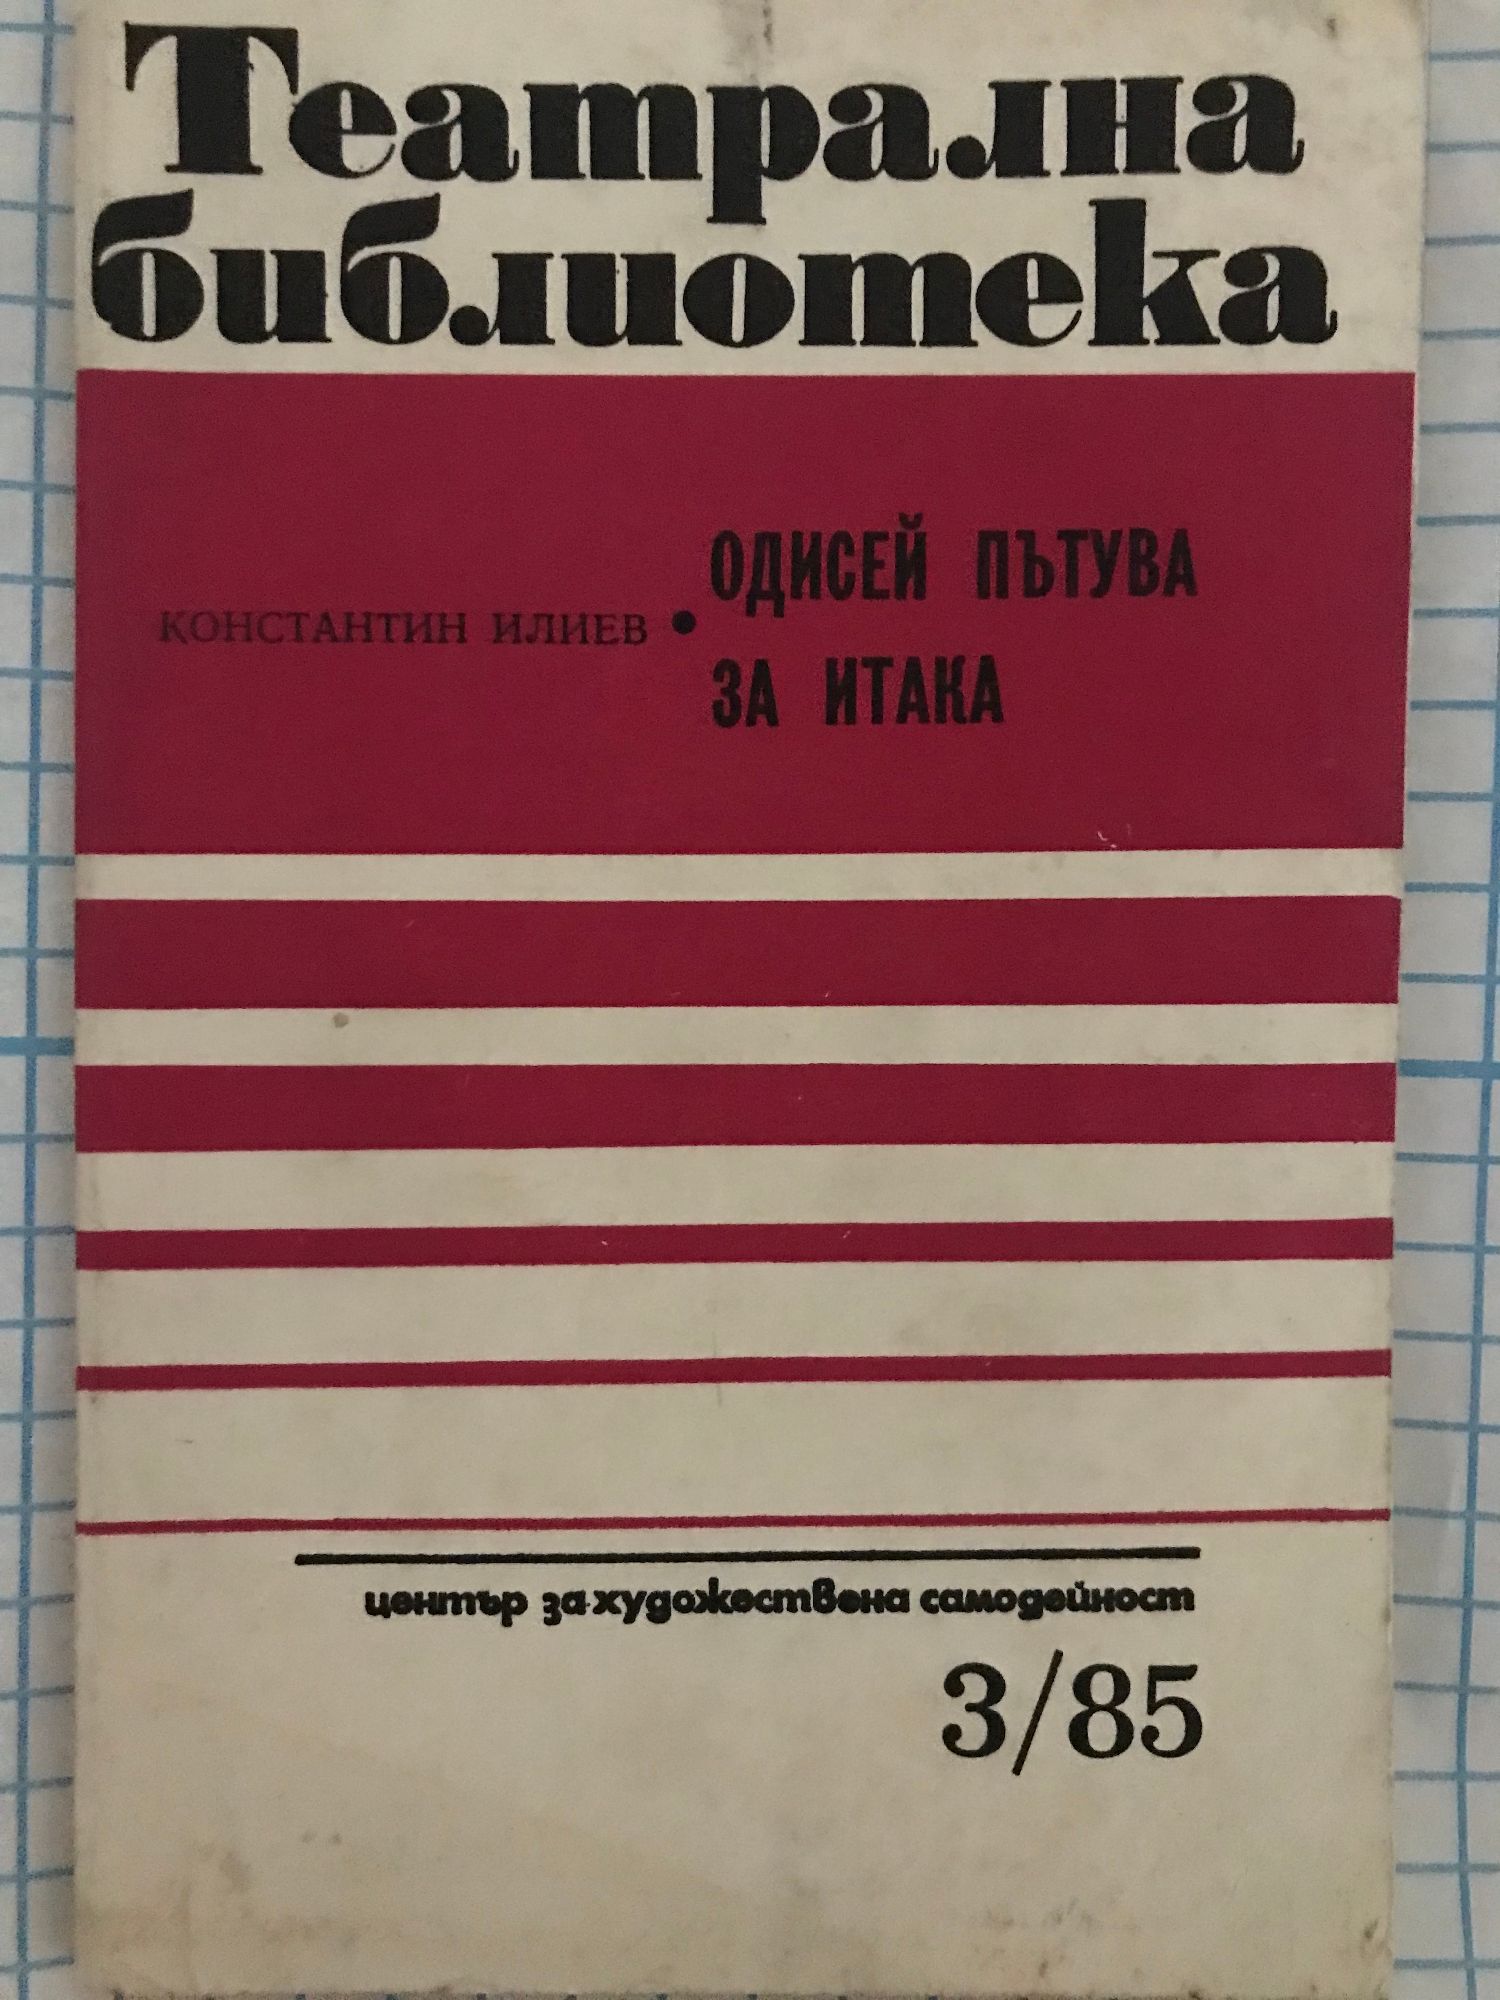 Театрална
библиотека
КОНСТАНТИН ИЛИЕВ • ОДИСЕЙ ПЪТУВА
ЗА ИТАКА
център за художествена самодейност
3/85